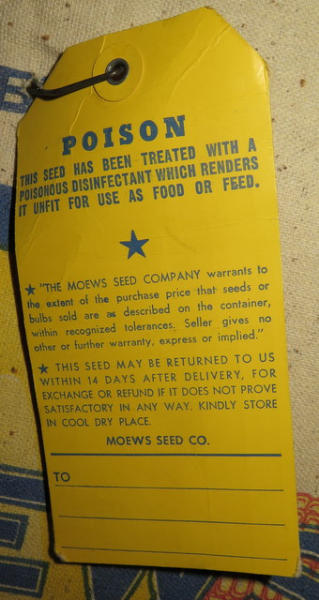 POISON
THIS SEED HAS BEEN TREATED WITH A
POISONOUS DISINFECTANT WHICH RENDERS
IT UNFIT FOR USE AS FOOD OR FEED.
★
★ "THE MOEWS SEED COMPANY warrants to
the extent of the purchase price that seeds or
bulbs sold are as described on the container,
within recognized tolerances. Seller gives no
other or further warranty, express or implied."
★ THIS SEED MAY BE RETURNED TO US
WITHIN 14 DAYS AFTER DELIVERY, FOR
EXCHANGE OR REFUND IF IT DOES NOT PROVE
SATISFACTORY IN ANY WAY. KINDLY STORE
IN COOL DRY PLACE.
MOEWS SEED CO.
TO